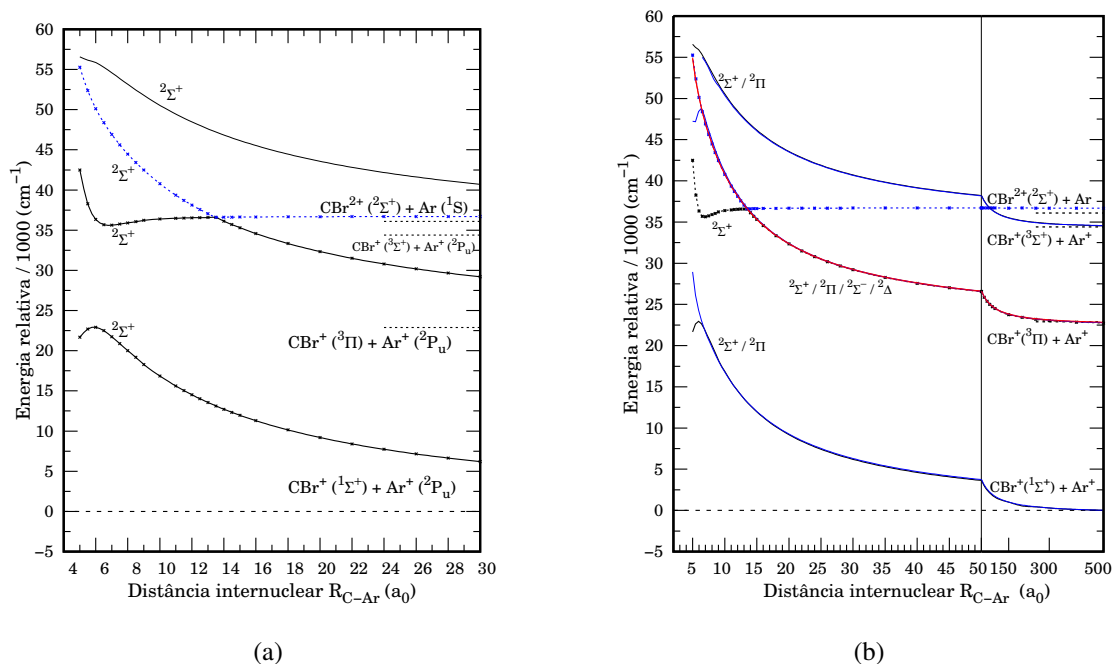 60
55
50
45
40
35
30
25
20
15
10
5
0
−5
4 6 8 10 12 14 16 18 20 22 24 26 28 30
Energia relativa / 1000 (cm⁻¹)
Distância internuclear R_C−Ar (a₀)
²Σ⁺
²Σ⁺
²Σ⁺
²Σ⁺
CBr²⁺ (²Σ⁺) + Ar (¹S)
CBr⁺ (³Σ⁺) + Ar⁺ (²Pᵤ)
CBr⁺ (³Π) + Ar⁺ (²Pᵤ)
CBr⁺ (¹Σ⁺) + Ar⁺ (²Pᵤ)
(a)
60
55
50
45
40
35
30
25
20
15
10
5
0
−5
5 10 15 20 25 30 35 40 45 50 150 300 500
Energia relativa / 1000 (cm⁻¹)
Distância internuclear R_C−Ar (a₀)
²Σ⁺ / ²Π
²Σ⁺
²Σ⁺ / ²Π / ²Σ⁻ / ²Δ
²Σ⁺ / ²Π
CBr²⁺(²Σ⁺) + Ar
CBr⁺(³Σ⁺) + Ar⁺
CBr⁺(³Π) + Ar⁺
CBr⁺(¹Σ⁺) + Ar⁺
(b)